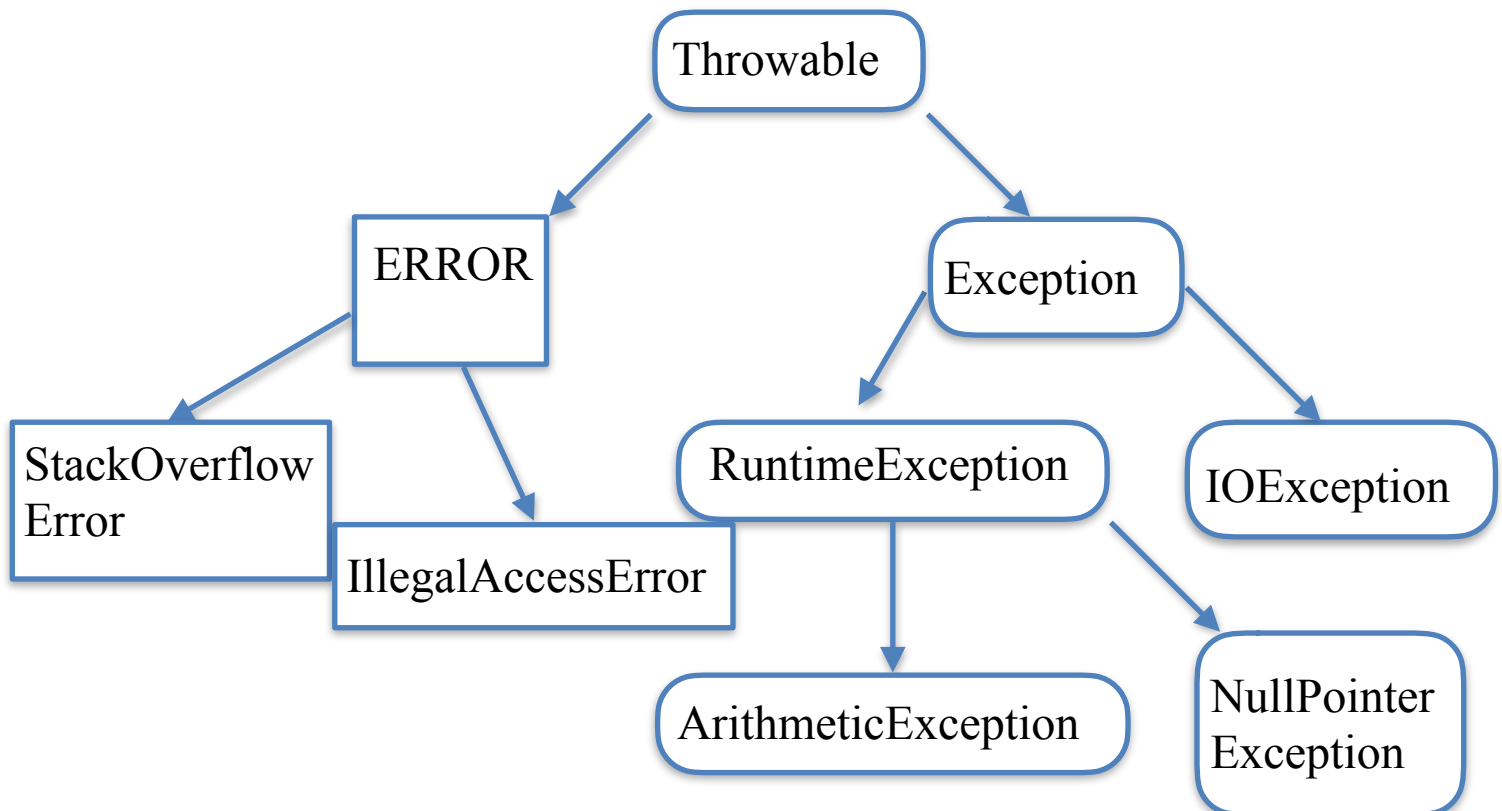 Throwable
ERROR
Exception
StackOverflow
Error
RuntimeException
IOException
IllegalAccessError
ArithmeticException
NullPointer
Exception